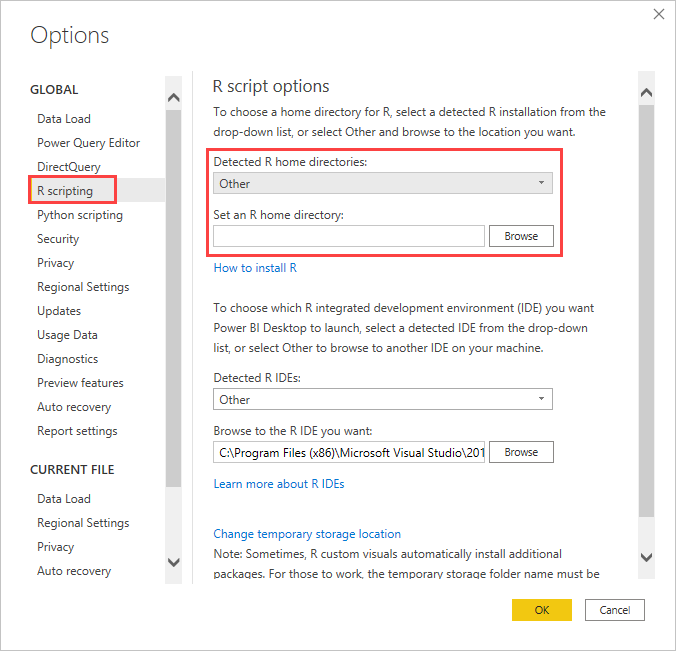 Options
GLOBAL
Data Load
Power Query Editor
DirectQuery
R scripting
Python scripting
Security
Privacy
Regional Settings
Updates
Usage Data
Diagnostics
Preview features
Auto recovery
Report settings
CURRENT FILE
Data Load
Regional Settings
Privacy
Auto recovery
R script options
To choose a home directory for R, select a detected R installation from the
drop-down list, or select Other and browse to the location you want.
Detected R home directories:
Other
Set an R home directory:
Browse
How to install R
To choose which R integrated development environment (IDE) you want
Power BI Desktop to launch, select a detected IDE from the drop-down
list, or select Other to browse to another IDE on your machine.
Detected R IDEs:
Other
Browse to the R IDE you want:
C:\Program Files (x86)\Microsoft Visual Studio\201
Browse
Learn more about R IDEs
Change temporary storage location
Note: Sometimes, R custom visuals automatically install additional
packages. For those to work, the temporary storage folder name must be
OK
Cancel